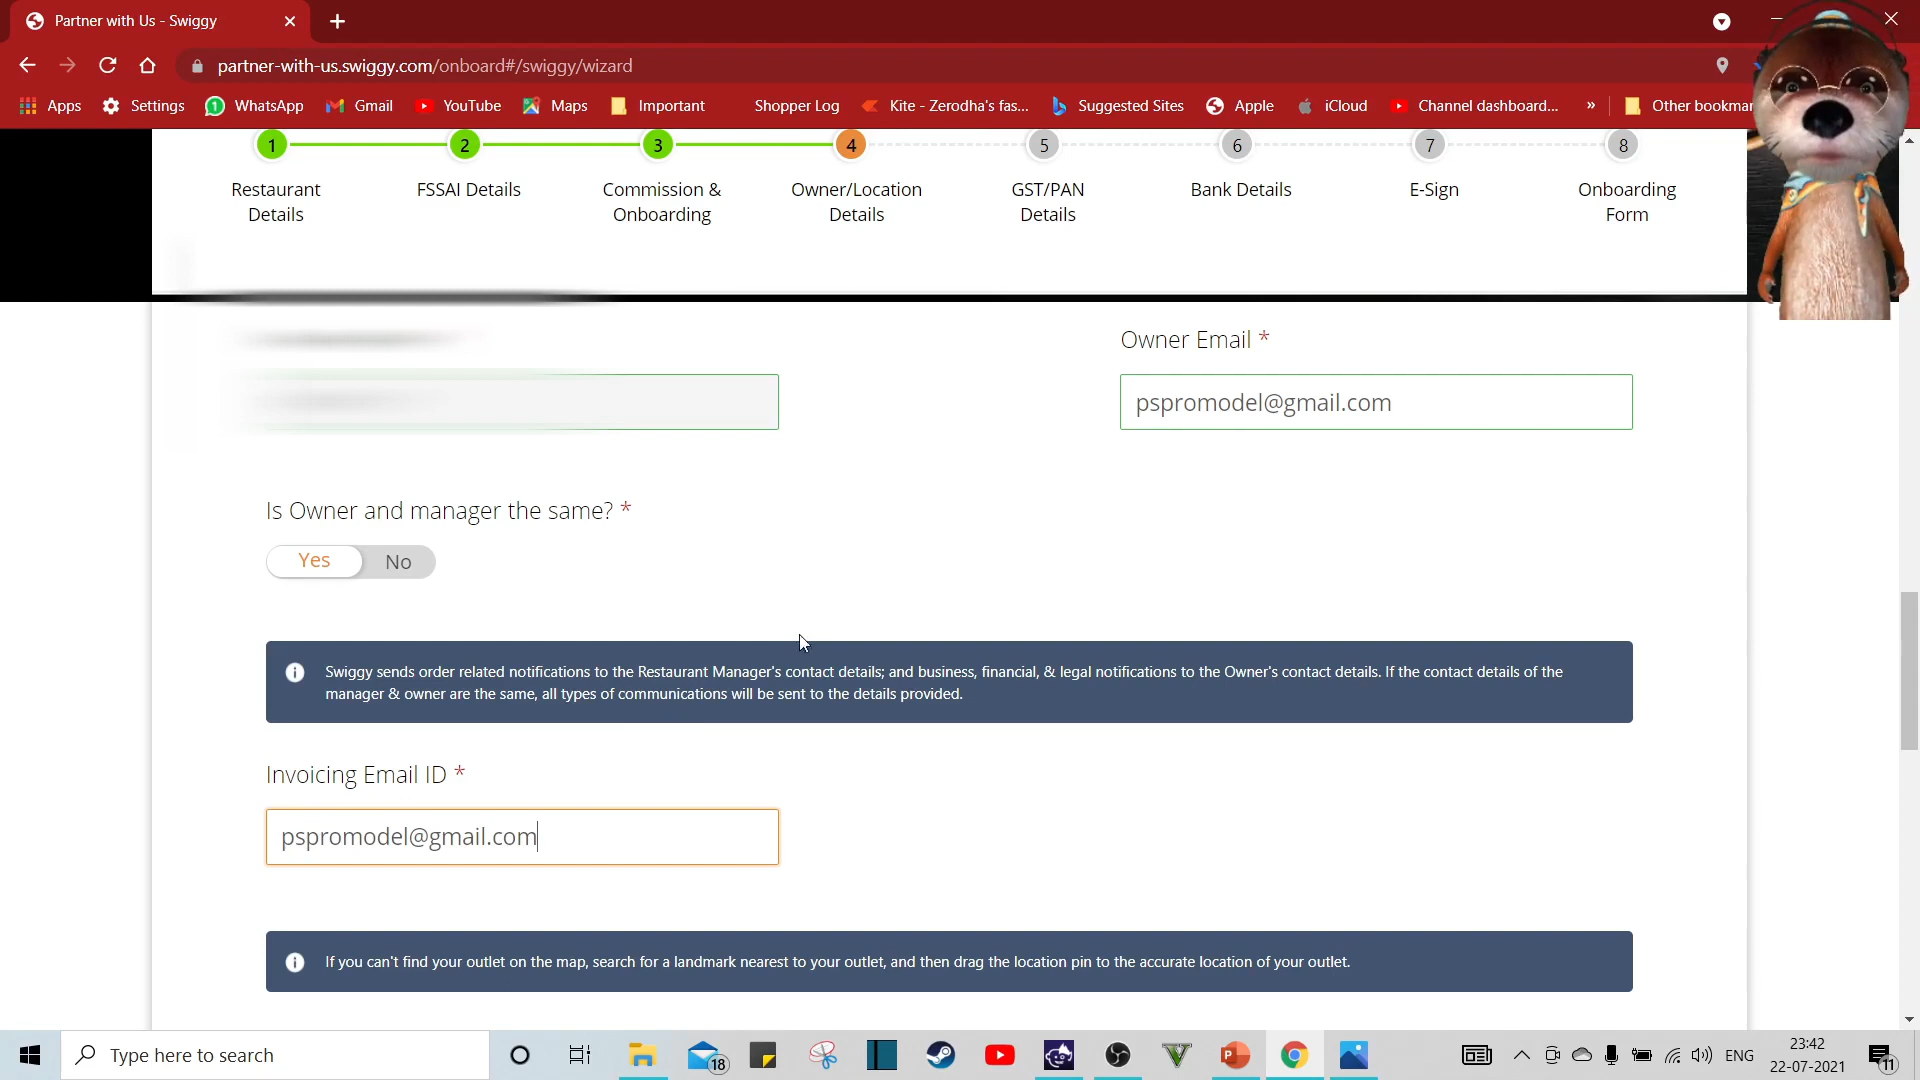 Partner with Us - Swiggy
partner-with-us.swiggy.com/onboard#/swiggy/wizard
Apps Settings WhatsApp Gmail YouTube Maps Important Shopper Log Kite - Zerodha's fas... Suggested Sites Apple iCloud Channel dashboard... » Other bookmar
1 2 3 4 5 6 7 8
Restaurant Details
FSSAI Details
Commission & Onboarding
Owner/Location Details
GST/PAN Details
Bank Details
E-Sign
Onboarding Form
Owner Email *
pspromodel@gmail.com
Is Owner and manager the same? *
Yes No
Swiggy sends order related notifications to the Restaurant Manager's contact details; and business, financial, & legal notifications to the Owner's contact details. If the contact details of the
manager & owner are the same, all types of communications will be sent to the details provided.
Invoicing Email ID *
pspromodel@gmail.com
If you can't find your outlet on the map, search for a landmark nearest to your outlet, and then drag the location pin to the accurate location of your outlet.
Type here to search
18
ENG
23:42
22-07-2021
11